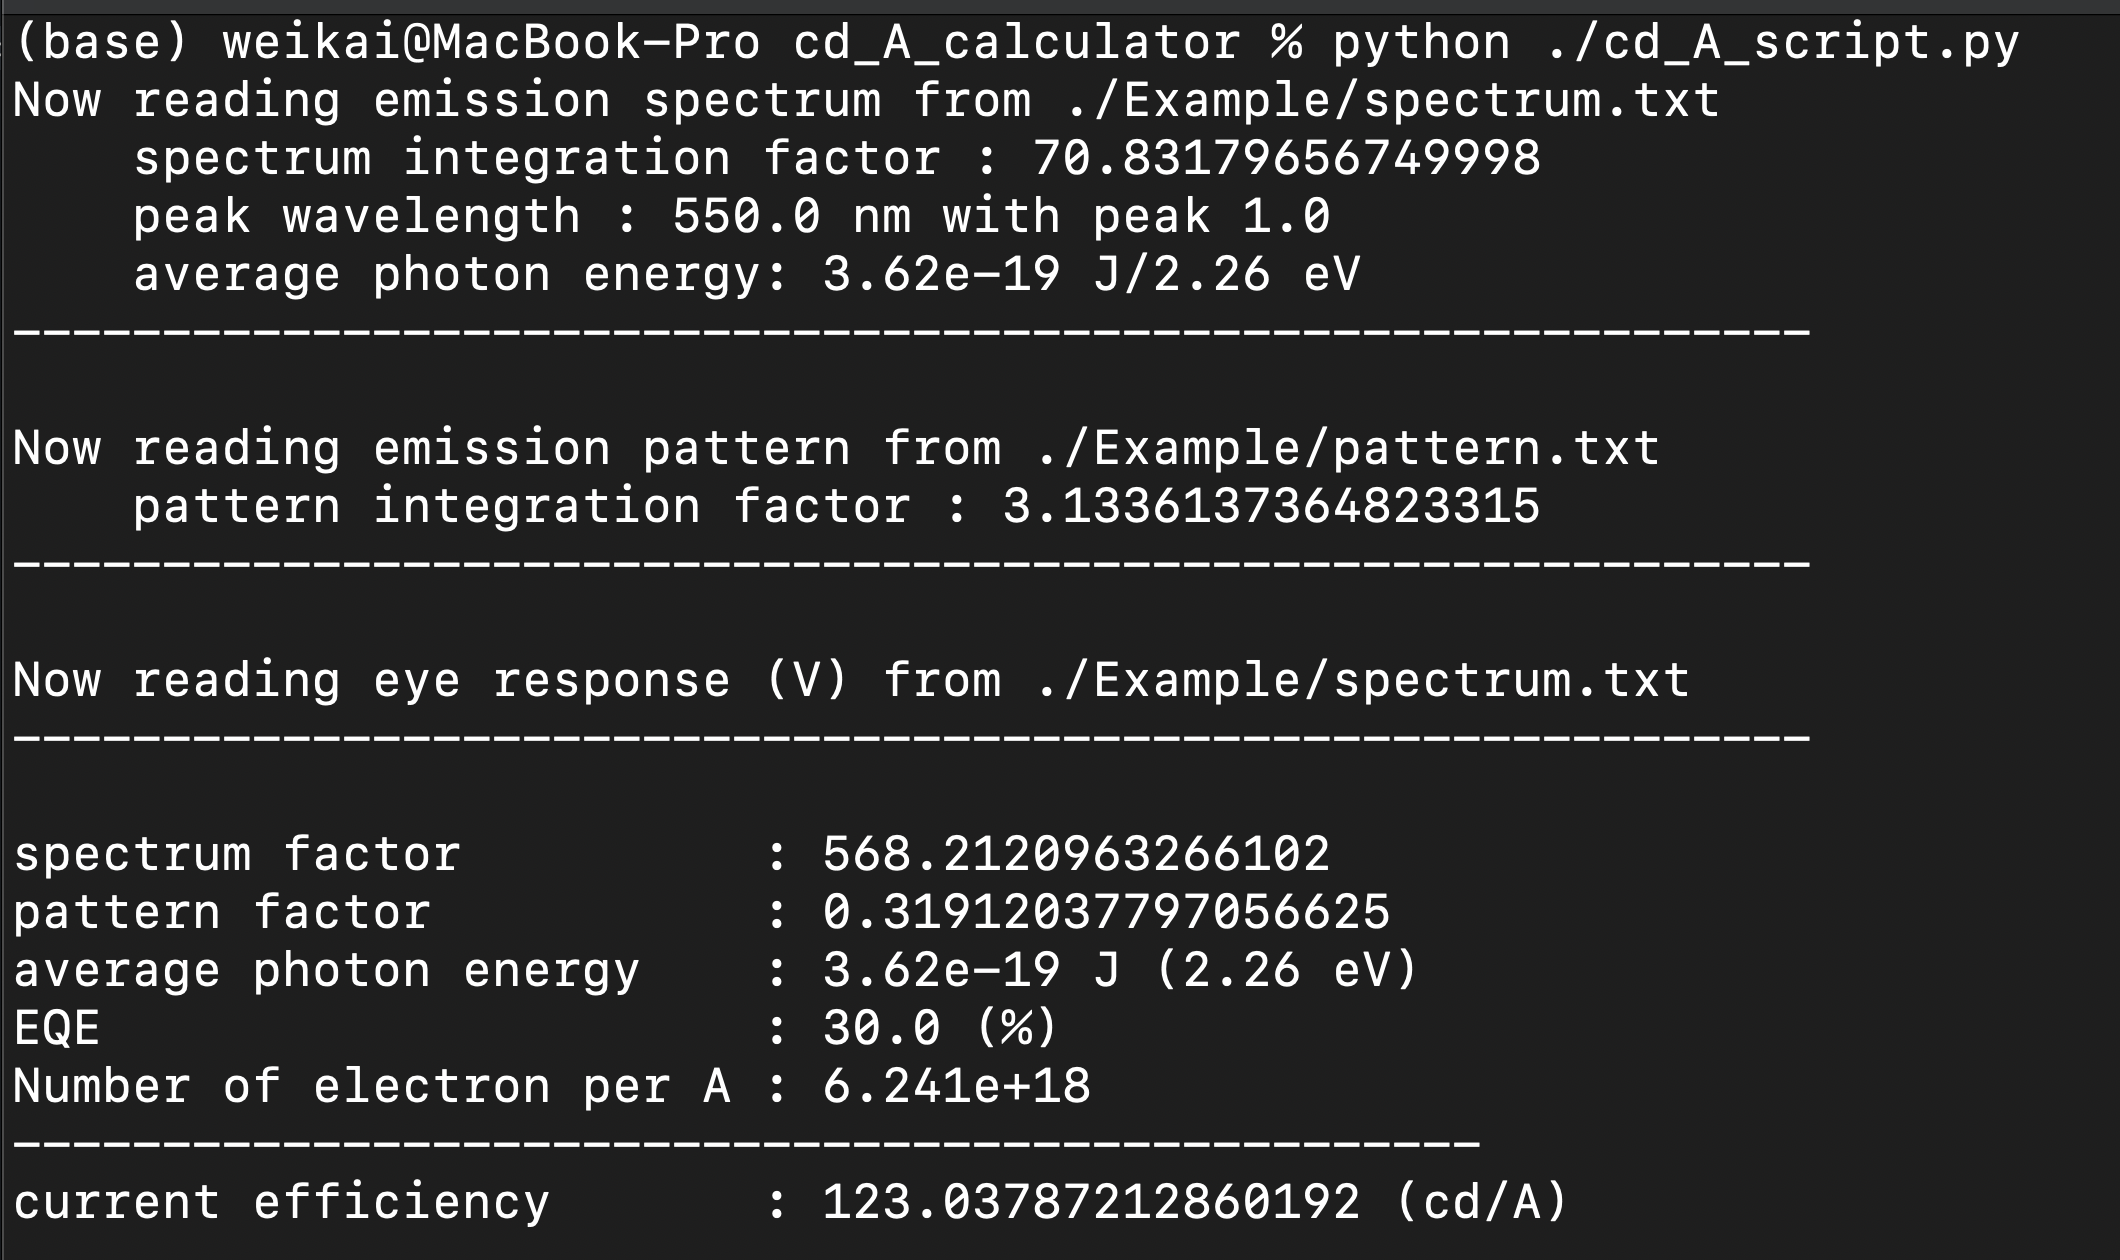 (base) weikai@MacBook-Pro cd_A_calculator % python ./cd_A_script.py
Now reading emission spectrum from ./Example/spectrum.txt
    spectrum integration factor : 70.83179656749998
    peak wavelength : 550.0 nm with peak 1.0
    average photon energy: 3.62e-19 J/2.26 eV
------------------------------------------------------------

Now reading emission pattern from ./Example/pattern.txt
    pattern integration factor : 3.1336137364823315
------------------------------------------------------------

Now reading eye response (V) from ./Example/spectrum.txt
------------------------------------------------------------

spectrum factor          : 568.2120963266102
pattern factor           : 0.31912037797056625
average photon energy    : 3.62e-19 J (2.26 eV)
EQE                      : 30.0 (%)
Number of electron per A : 6.241e+18
-------------------------------------------------
current efficiency       : 123.03787212860192 (cd/A)